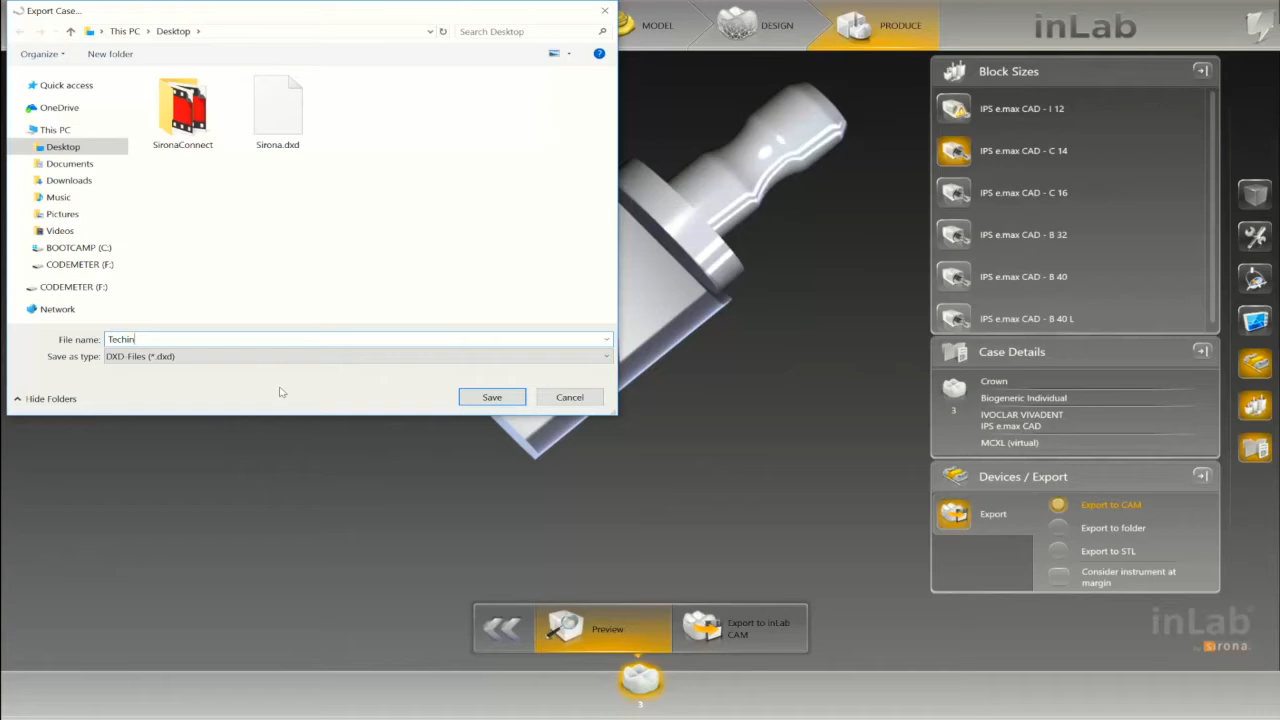 Export Case...
This PC
Desktop
Search Desktop
Organize
New folder
Quick access
OneDrive
This PC
Desktop
Documents
Downloads
Music
Pictures
Videos
BOOTCAMP (C:)
CODEMETER (F:)
CODEMETER (F:)
Network
SironaConnect
Sirona.dxd
File name: Techin
Save as type: DXD-Files (*.dxd)
Hide Folders
Save
Cancel
MODEL
DESIGN
PRODUCE
inLab
Block Sizes
IPS e.max CAD - I 12
IPS e.max CAD - C 14
IPS e.max CAD - C 16
IPS e.max CAD - B 32
IPS e.max CAD - B 40
IPS e.max CAD - B 40 L
Case Details
3
Crown
Biogeneric Individual
IVOCLAR VIVADENT
IPS e.max CAD
MCXL (virtual)
Devices / Export
Export
Export to CAM
Export to folder
Export to STL
Consider instrument at
margin
Preview
Export to inLab
CAM
3
inLab
by sirona.